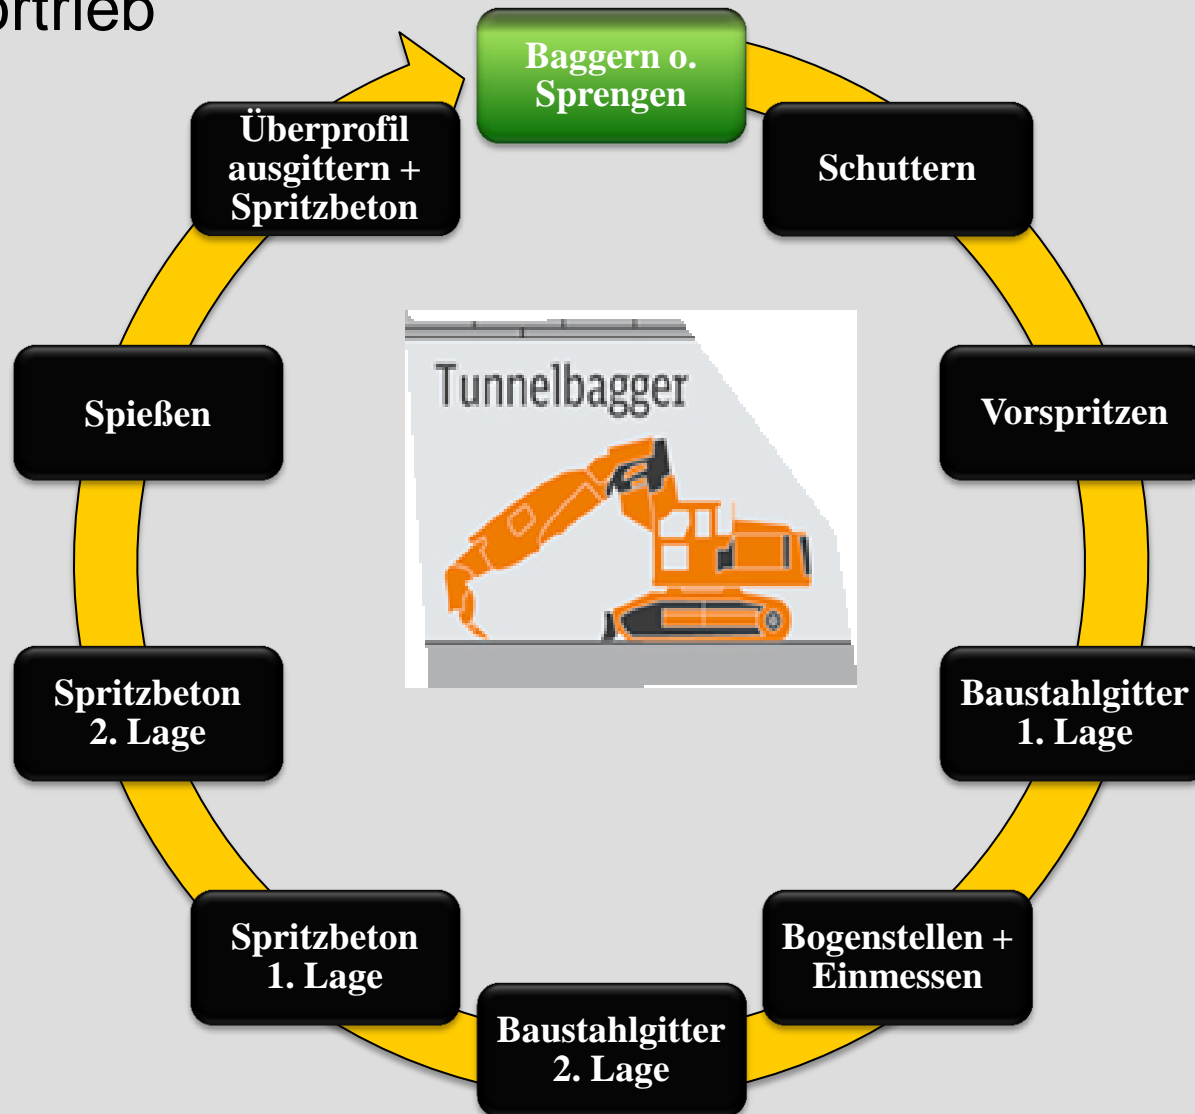 ortrieb
Baggern o.
Sprengen
Schuttern
Vorspritzen
Baustahlgitter
1. Lage
Bogenstellen +
Einmessen
Baustahlgitter
2. Lage
Spritzbeton
1. Lage
Spritzbeton
2. Lage
Spießen
Überprofil
ausgittern +
Spritzbeton
Tunnelbagger